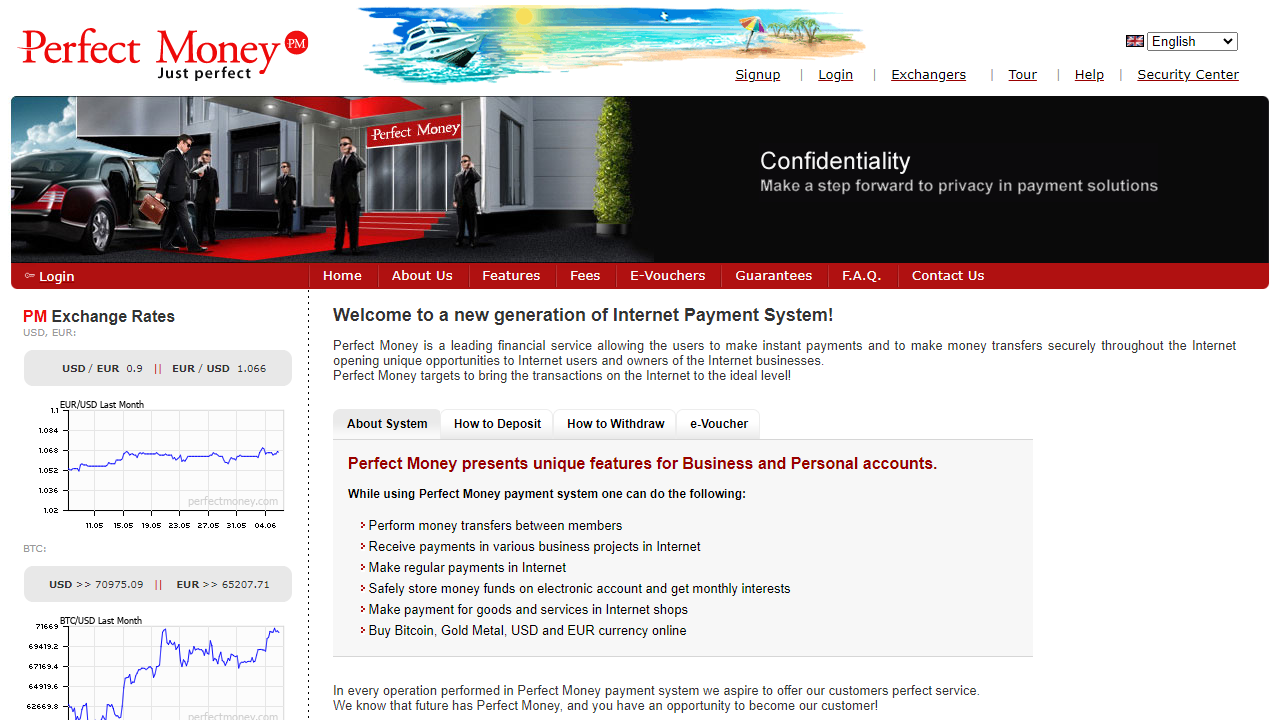 Perfect Money PM
Just perfect
English
Signup | Login | Exchangers | Tour | Help | Security Center
Perfect Money
Confidentiality
Make a step forward to privacy in payment solutions
Login
Home About Us Features Fees E-Vouchers Guarantees F.A.Q. Contact Us
PM Exchange Rates
USD, EUR:
USD / EUR 0.9 || EUR / USD 1.066
EUR/USD Last Month
1.1
1.084
1.068
1.052
1.036
1.02
perfectmoney.com
11.05 15.05 19.05 23.05 27.05 31.05 04.06
BTC:
USD >> 70975.09 || EUR >> 65207.71
BTC/USD Last Month
7166.9
69419.2
67169.4
64919.6
62669.8
perfectmoney.com
Welcome to a new generation of Internet Payment System!
Perfect Money is a leading financial service allowing the users to make instant payments and to make money transfers securely throughout the Internet
opening unique opportunities to Internet users and owners of the Internet businesses.
Perfect Money targets to bring the transactions on the Internet to the ideal level!
About System How to Deposit How to Withdraw e-Voucher
Perfect Money presents unique features for Business and Personal accounts.
While using Perfect Money payment system one can do the following:
Perform money transfers between members
Receive payments in various business projects in Internet
Make regular payments in Internet
Safely store money funds on electronic account and get monthly interests
Make payment for goods and services in Internet shops
Buy Bitcoin, Gold Metal, USD and EUR currency online
In every operation performed in Perfect Money payment system we aspire to offer our customers perfect service.
We know that future has Perfect Money, and you have an opportunity to become our customer!